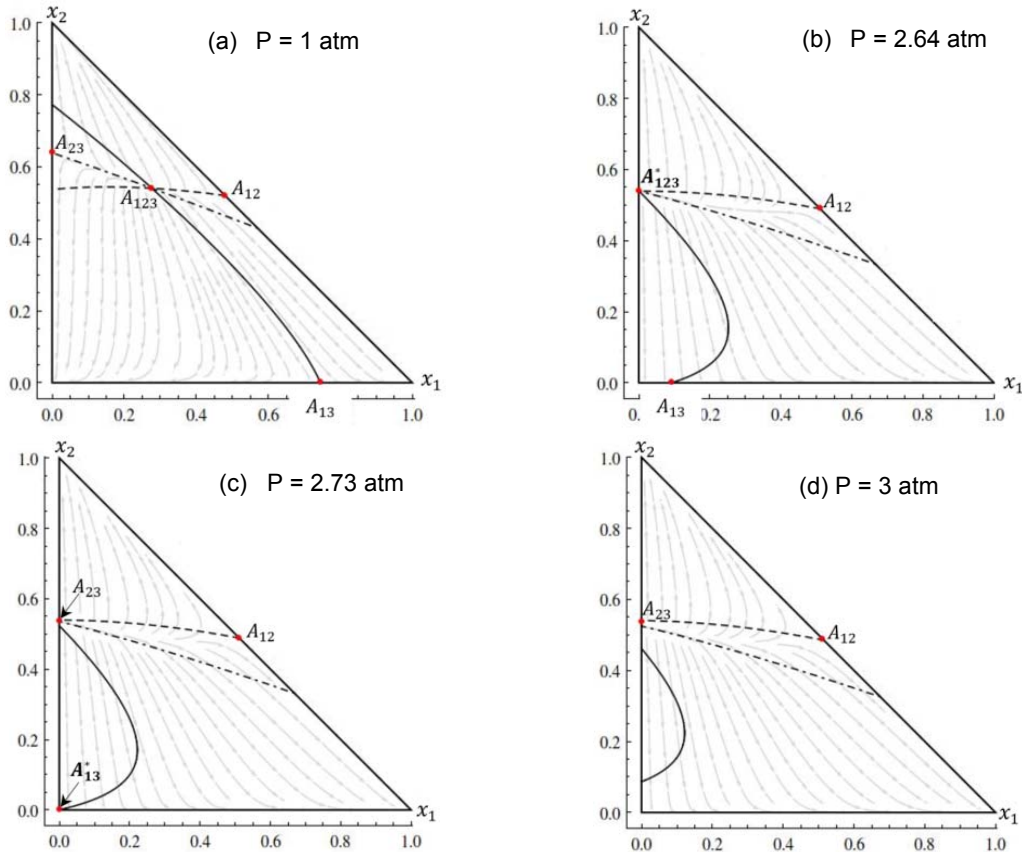 (a) P = 1 atm
x₂
1.0
0.8
0.6
0.4
0.2
0.0
A₂₃
A₁₂₃
A₁₂
x₁
0.0 0.2 0.4 0.6 1.0
A₁₃
(b) P = 2.64 atm
x₂
1.0
0.8
0.6
0.4
0.2
0.0
A*₁₂₃
A₁₂
x₁
0. 0.2 0.4 0.6 0.8 1.0
A₁₃
(c) P = 2.73 atm
x₂
1.0
0.8
0.6
0.4
0.2
0.0
A₂₃
A₁₂
A*₁₃
x₁
0.0 0.2 0.4 0.6 0.8 1.0
(d) P = 3 atm
x₂
1.0
0.8
0.6
0.4
0.2
0.0
A₂₃
A₁₂
x₁
0.0 0.2 0.4 0.6 0.8 1.0